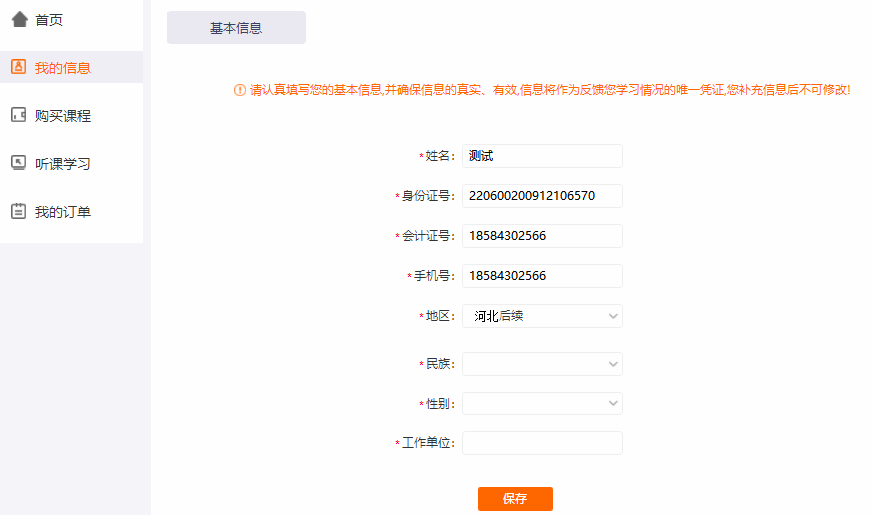 首页
我的信息
购买课程
听课学习
我的订单
基本信息
请认真填写您的基本信息,并确保信息的真实、有效,信息将作为反馈您学习情况的唯一凭证,您补充信息后不可修改!
*姓名: 测试
*身份证号: 220600200912106570
*会计证号: 18584302566
*手机号: 18584302566
*地区: 河北后续
*民族:
*性别:
*工作单位:
保存